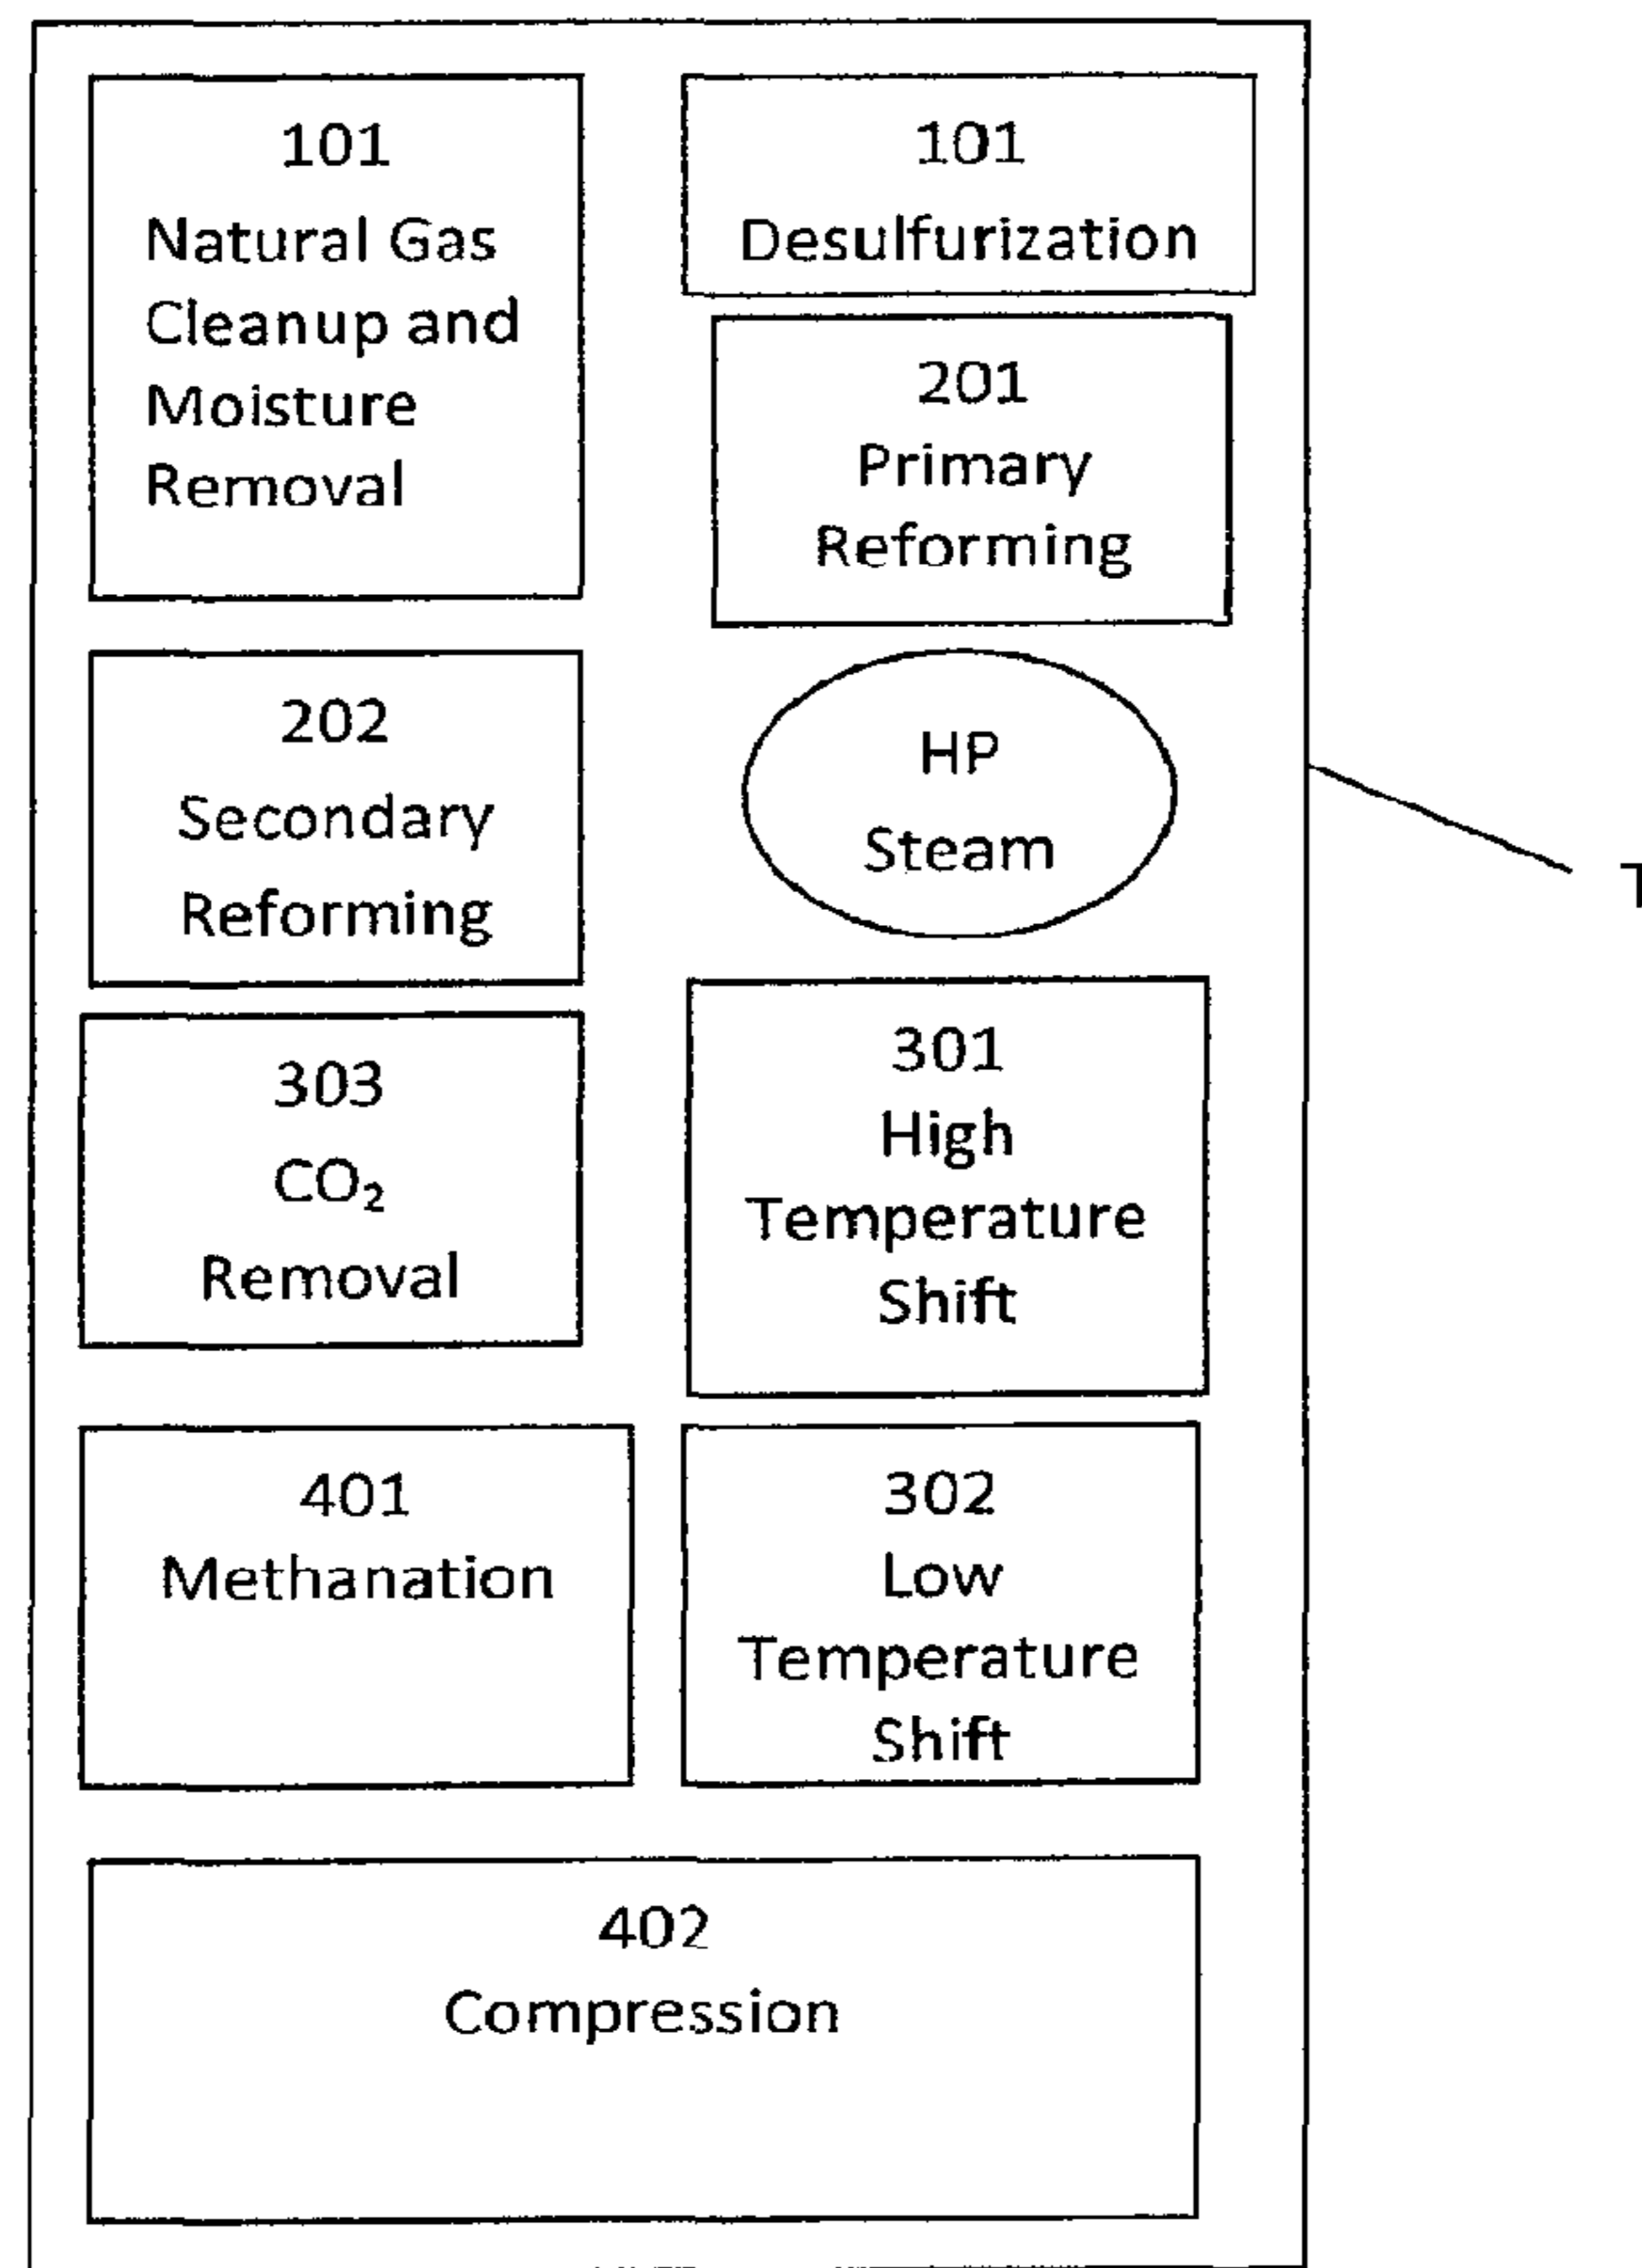 101
Natural Gas
Cleanup and
Moisture
Removal
101
Desulfurization
201
Primary
Reforming
202
Secondary
Reforming
HP
Steam
303
CO₂
Removal
301
High
Temperature
Shift
401
Methanation
302
Low
Temperature
Shift
402
Compression